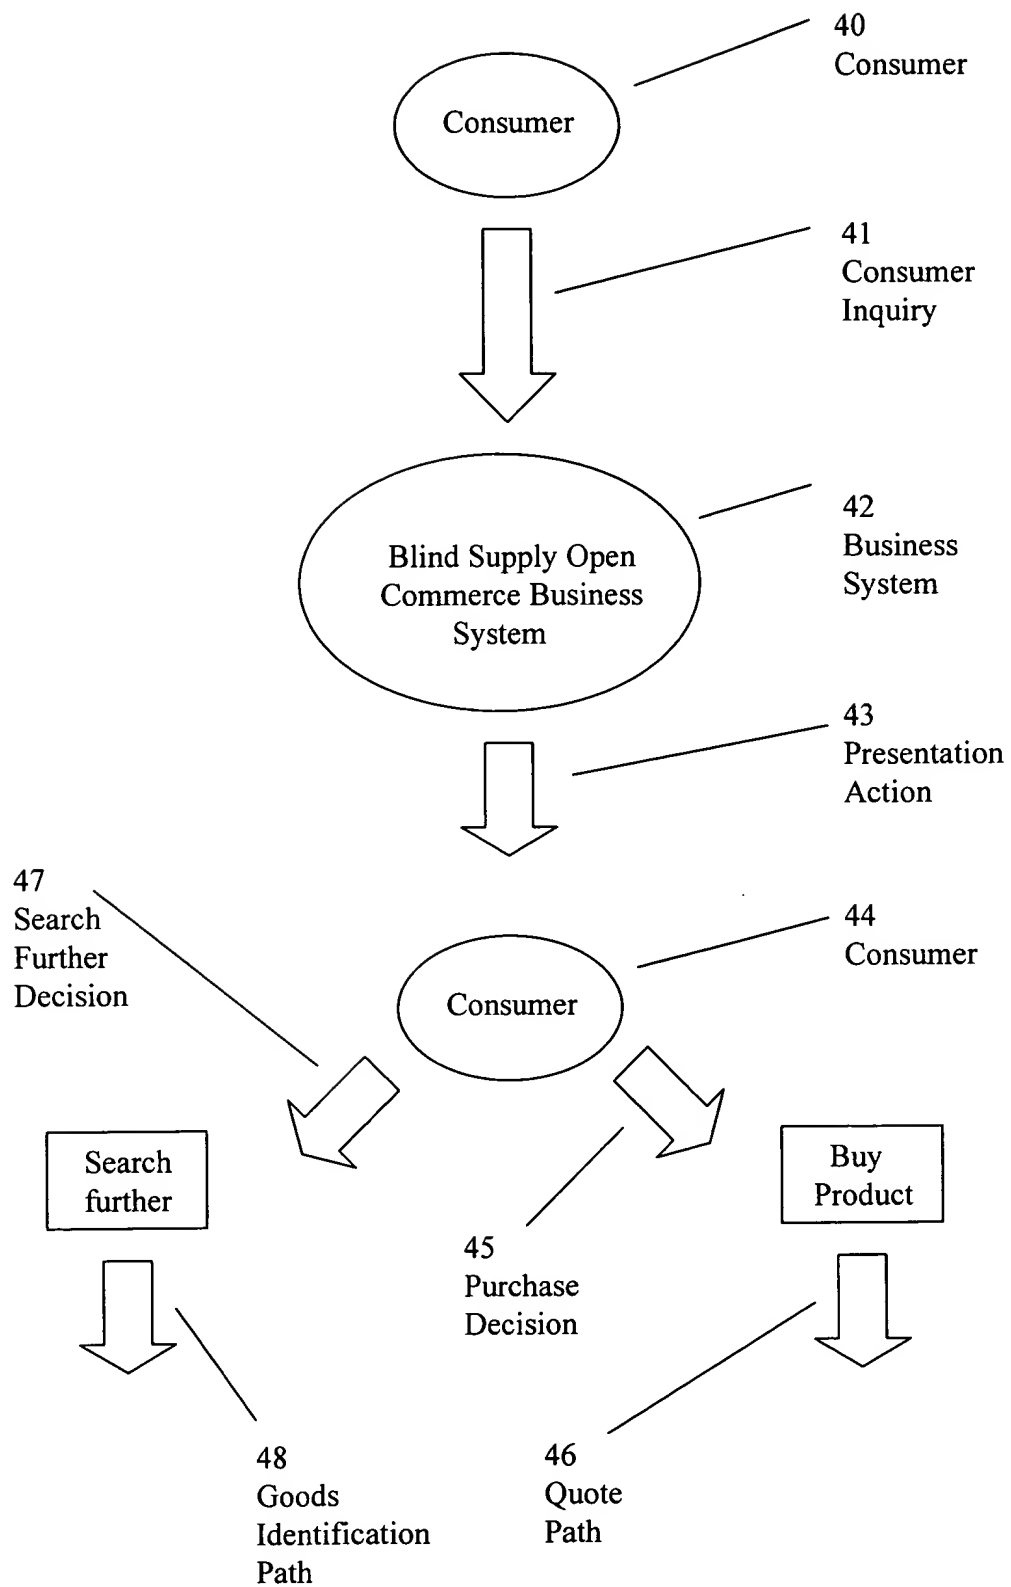 40
Consumer
Consumer
41
Consumer
Inquiry
Blind Supply Open
Commerce Business
System
42
Business
System
43
Presentation
Action
47
Search
Further
Decision
44
Consumer
Consumer
Search
further
Buy
Product
45
Purchase
Decision
48
Goods
Identification
Path
46
Quote
Path